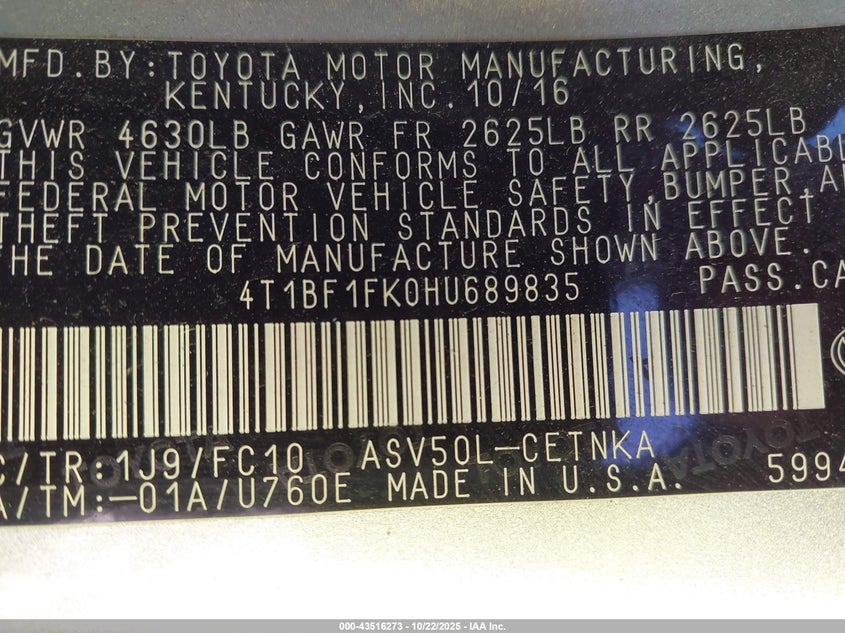 MFD.BY:TOYOTA MOTOR MANUFACTURING,
KENTUCKY,INC.10/16
GVWR 4630LB GAWR FR 2625LB RR 2625LB
THIS VEHICLE CONFORMS TO ALL APPLICABL
FEDERAL MOTOR VEHICLE SAFETY,BUMPER,A
THEFT PREVENTION STANDARDS IN EFFECT
THE DATE OF MANUFACTURE SHOWN ABOVE.
4T1BF1FK0HU689835 PASS.CA
C/TR:1J9/FC10 ASV50L-CETNKA
A/TM:-01A/U760E MADE IN U.S.A. 5994
TOYOTA
TOYOTA
000-43516273 - 10/22/2025 - IAA Inc.